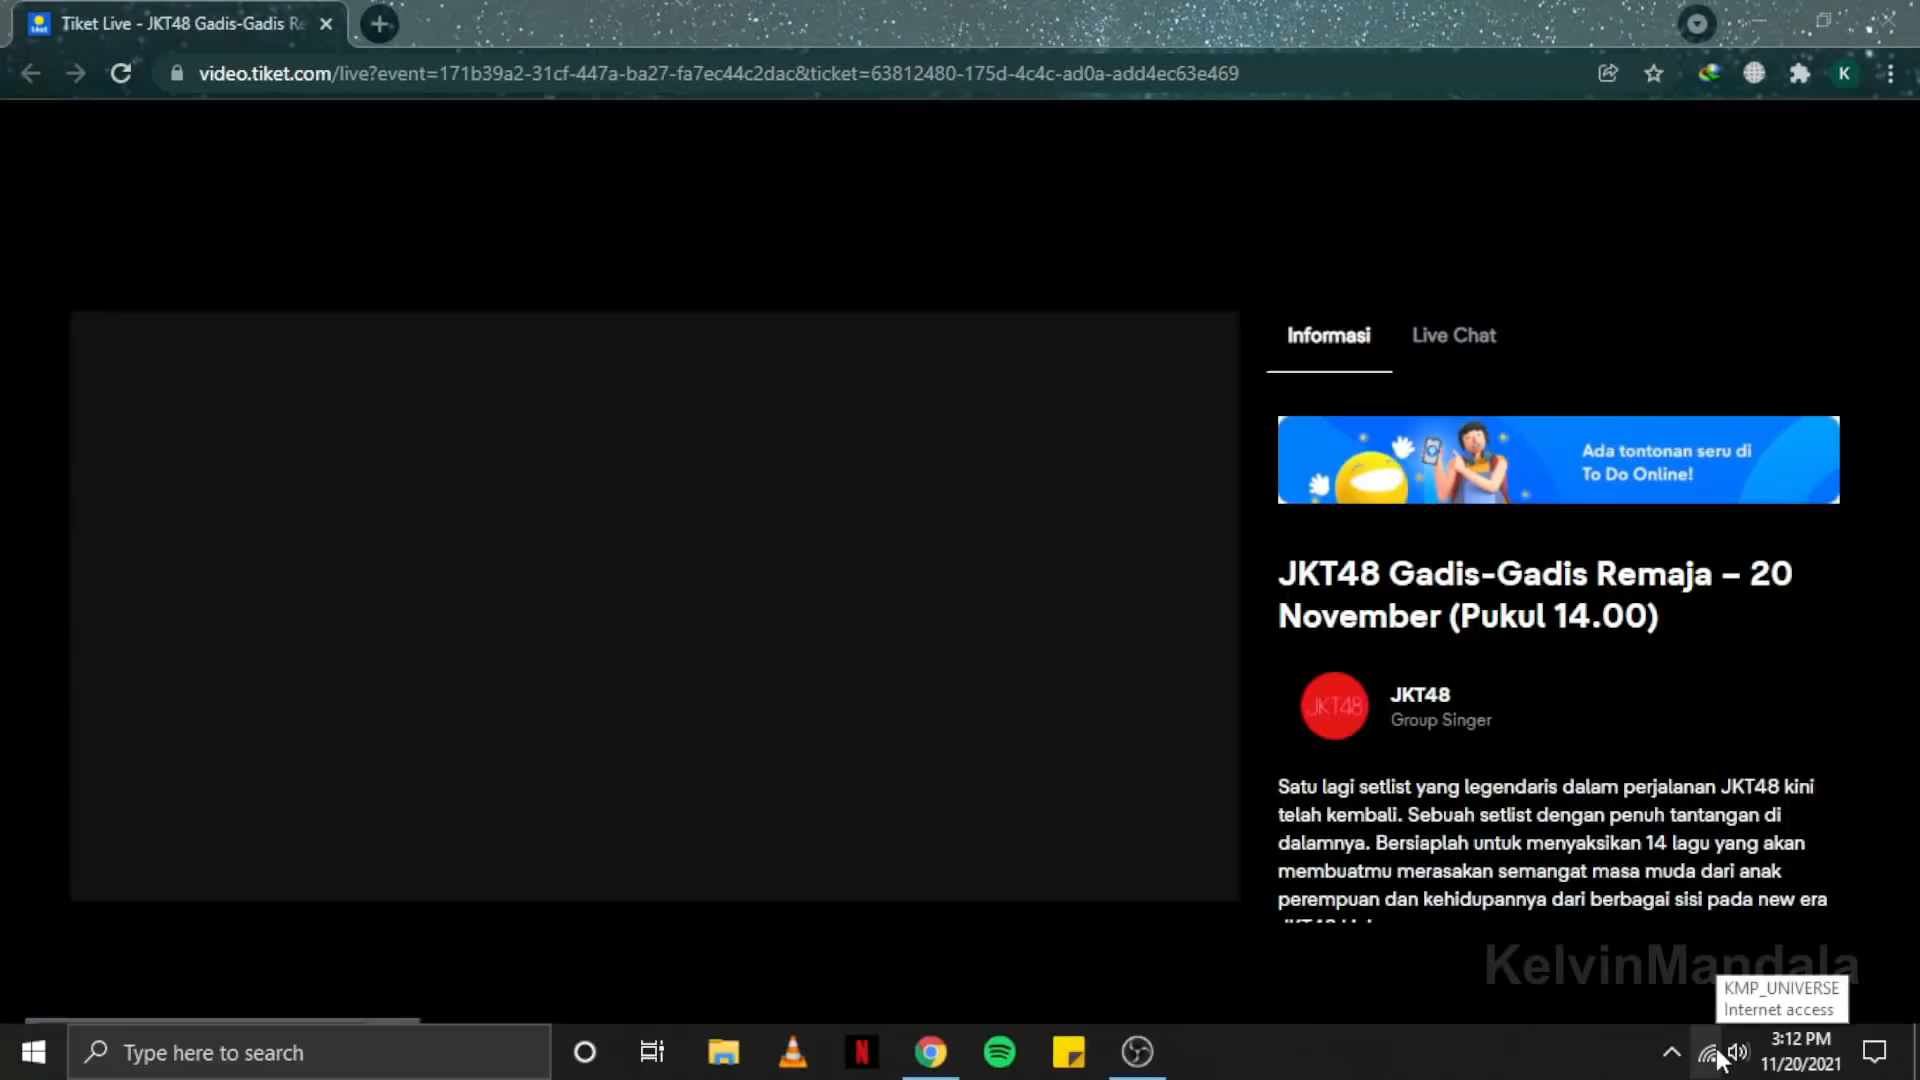 Tiket Live - JKT48 Gadis-Gadis Re
video.tiket.com/live?event=171b39a2-31cf-447a-ba27-fa7ec44c2dac&ticket=63812480-175d-4c4c-ad0a-add4ec63e469
K
Informasi
Live Chat
Ada tontonan seru di
To Do Online!
JKT48 Gadis-Gadis Remaja – 20
November (Pukul 14.00)
JKT48
JKT48
Group Singer
Satu lagi setlist yang legendaris dalam perjalanan JKT48 kini
telah kembali. Sebuah setlist dengan penuh tantangan di
dalamnya. Bersiaplah untuk menyaksikan 14 lagu yang akan
membuatmu merasakan semangat masa muda dari anak
perempuan dan kehidupannya dari berbagai sisi pada new era
KelvinMandala
KMP_UNIVERSE
Internet access
Type here to search
N
3:12 PM
11/20/2021